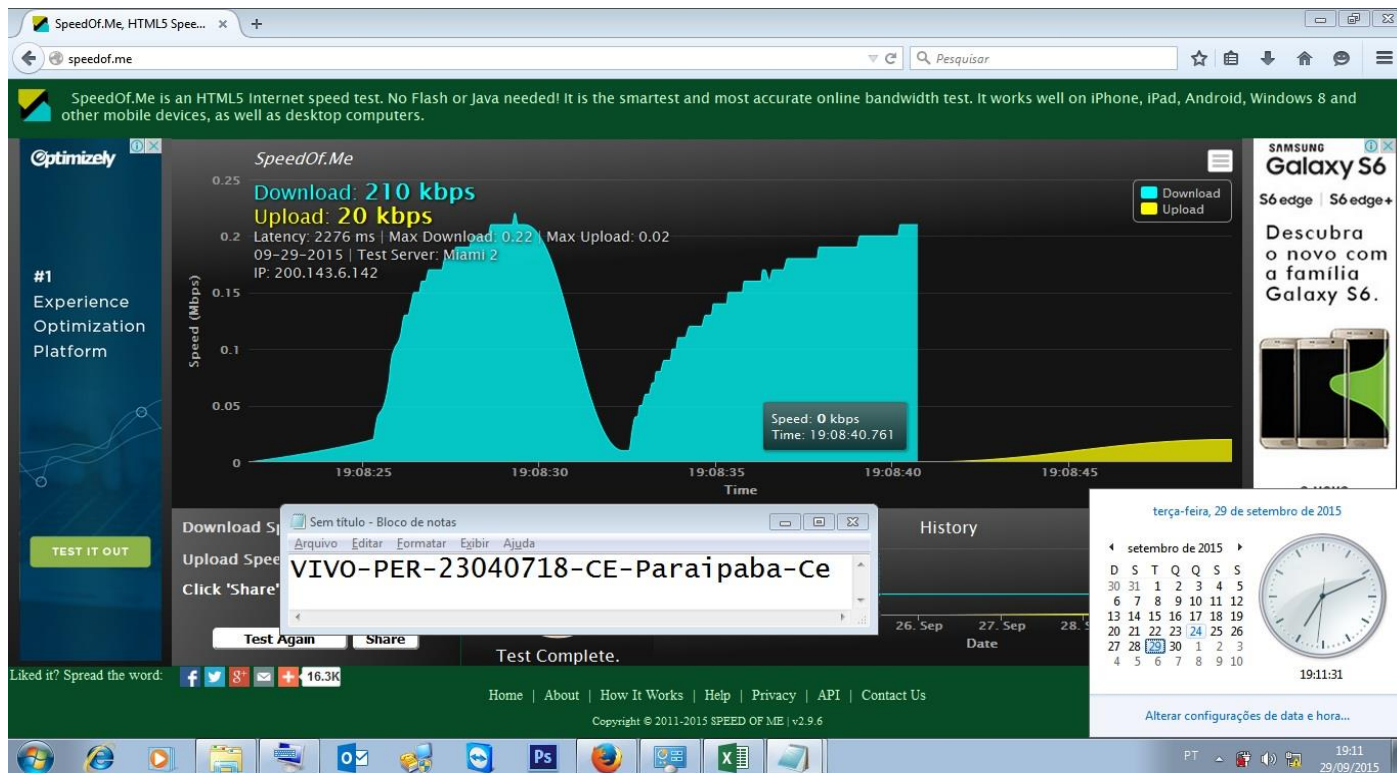 SpeedOf.Me, HTML5 Spee...
speedof.me
Pesquisar
SpeedOf.Me is an HTML5 Internet speed test. No Flash or Java needed! It is the smartest and most accurate online bandwidth test. It works well on iPhone, iPad, Android, Windows 8 and
other mobile devices, as well as desktop computers.
Optimizely
#1
Experience
Optimization
Platform
TEST IT OUT
SpeedOf.Me
Download: 210 kbps
Upload: 20 kbps
Latency: 2276 ms | Max Download: 0.22 | Max Upload: 0.02
09-29-2015 | Test Server: Miami 2
IP: 200.143.6.142
Download
Upload
Speed (Mbps)
0.25
0.2
0.15
0.1
0.05
0
Speed: 0 kbps
Time: 19:08:40.761
19:08:25 19:08:30 19:08:35 19:08:40 19:08:45
Time
SAMSUNG
Galaxy S6
S6 edge | S6 edge+
Descubra
o novo com
a família
Galaxy S6.
Download Sp
Upload Spee
Click 'Share'
Test Again
Share
Sem título - Bloco de notas
Arquivo Editar Formatar Exibir Ajuda
VIVO-PER-23040718-CE-Paraipaba-Ce
History
26. Sep 27. Sep 28. S
Date
Test Complete.
terça-feira, 29 de setembro de 2015
setembro de 2015
D S T Q Q S S
30 31 1 2 3 4 5
6 7 8 9 10 11 12
13 14 15 16 17 18 19
20 21 22 23 24 25 26
27 28 29 30 1 2 3
4 5 6 7 8 9 10
19:11:31
Alterar configurações de data e hora...
Liked it? Spread the word:
16.3K
Home | About | How It Works | Help | Privacy | API | Contact Us
Copyright © 2011-2015 SPEED OF ME | v2.9.6
Ps
PT
19:11
29/09/2015